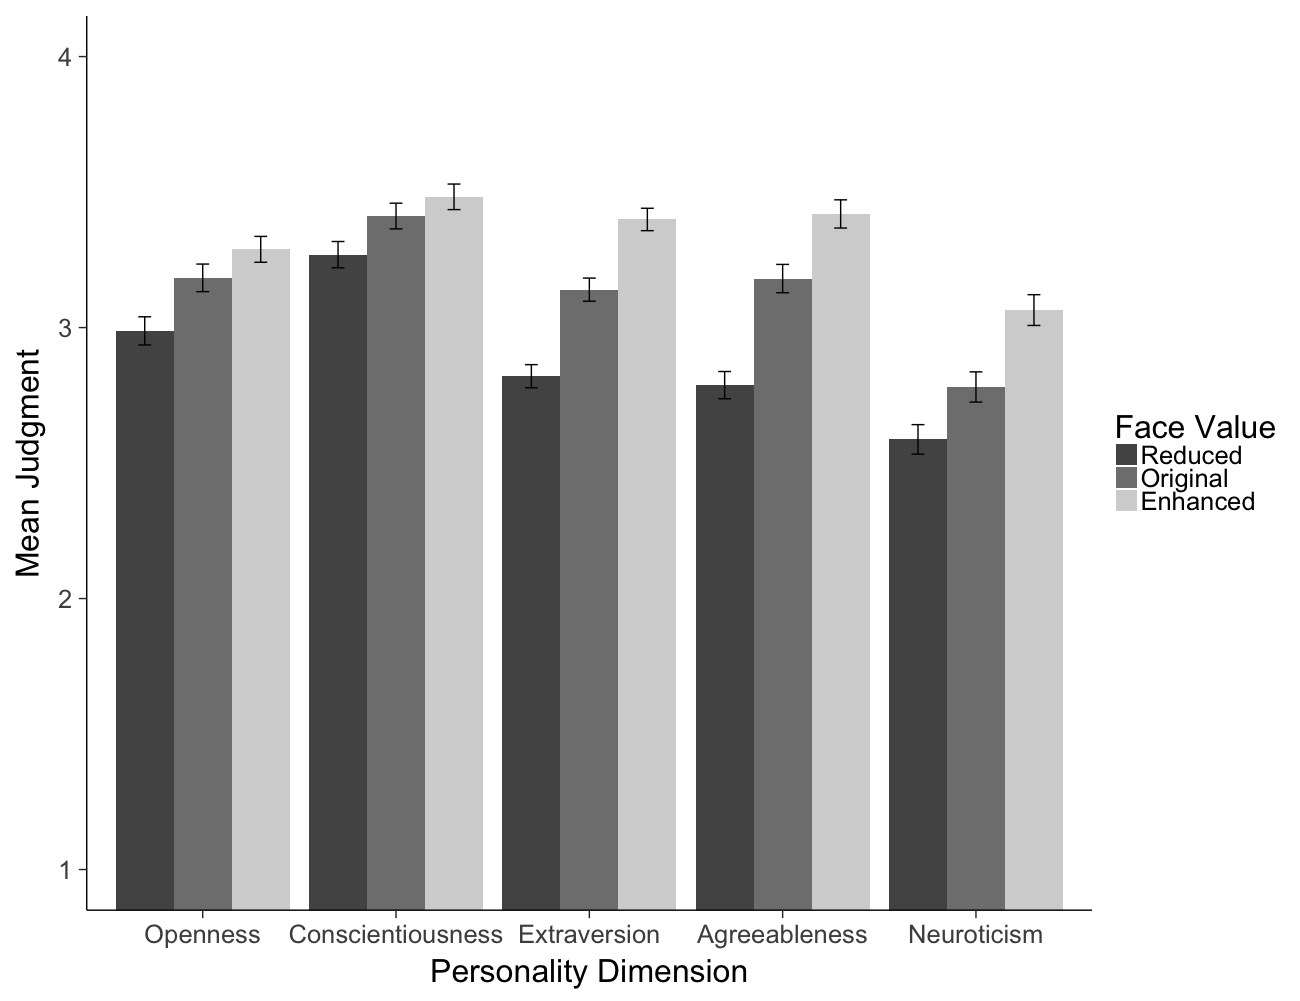 4
3
2
1
Mean Judgment
Openness Conscientiousness Extraversion Agreeableness Neuroticism
Personality Dimension
Face Value
Reduced
Original
Enhanced